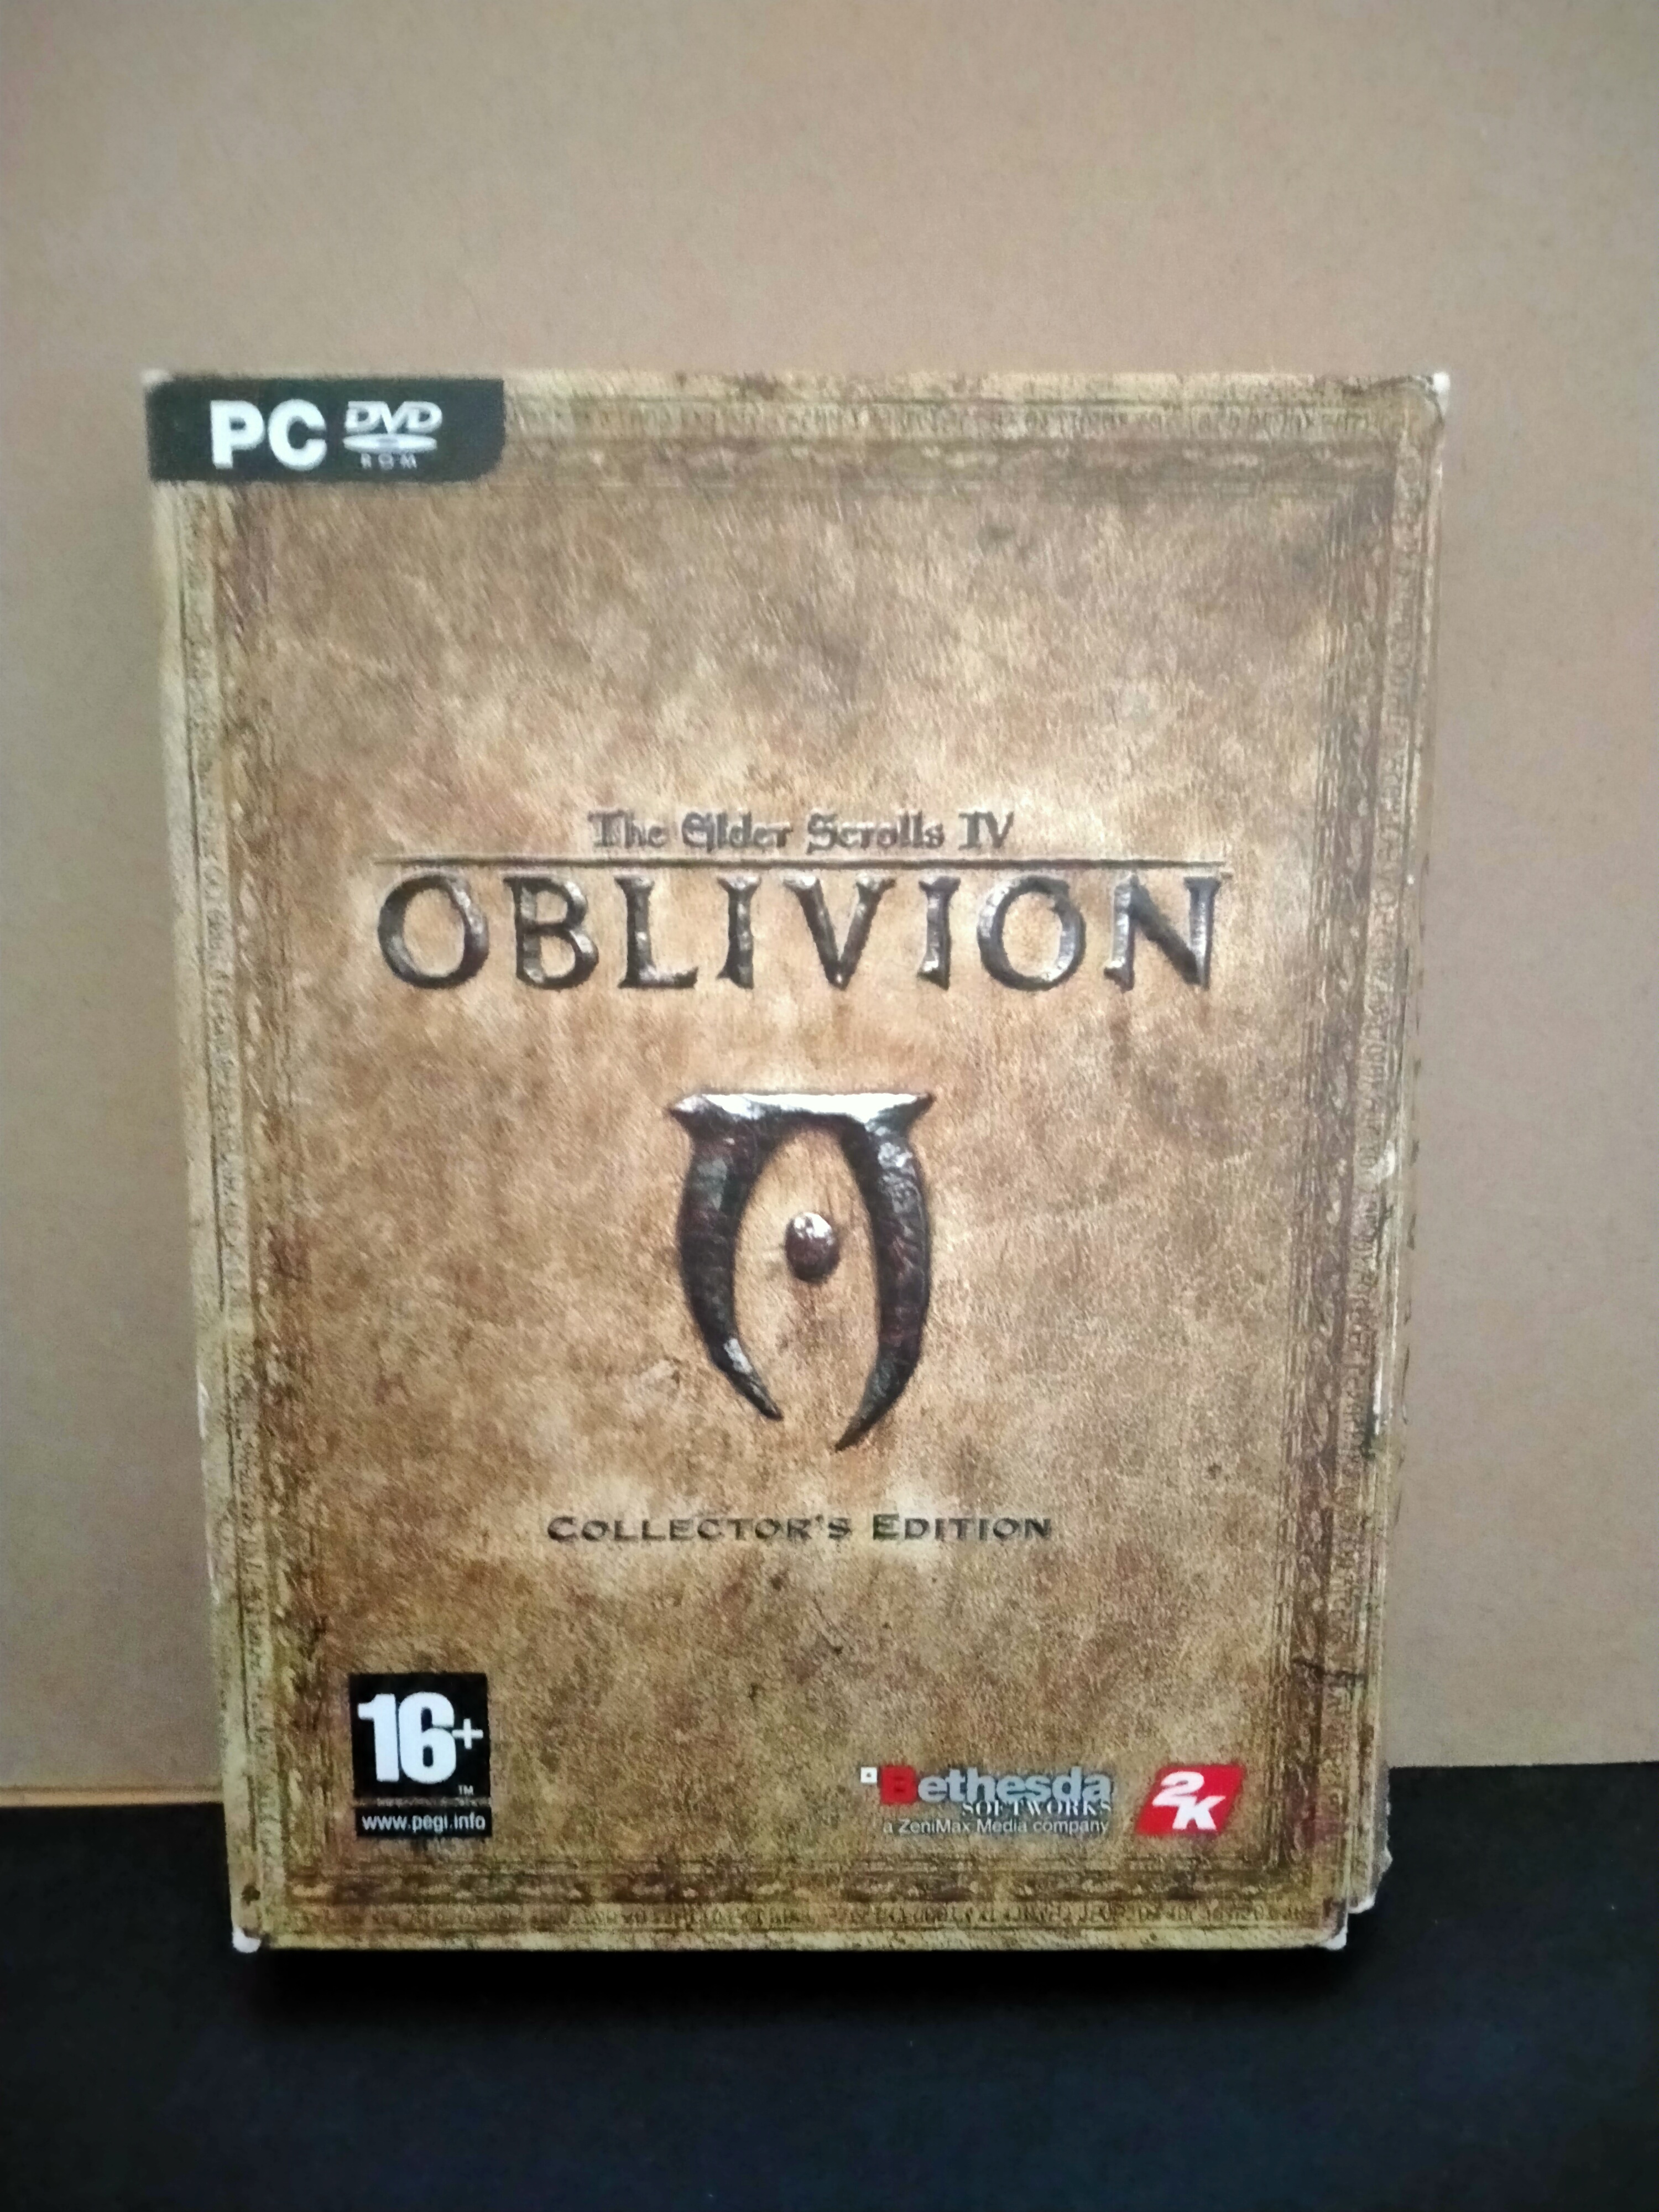 PC DVD
ROM
The Elder Scrolls IV
OBLIVION
COLLECTOR'S EDITION
16+
TM
www.pegi.info
Bethesda
SOFTWORKS
a ZeniMax Media company
2K